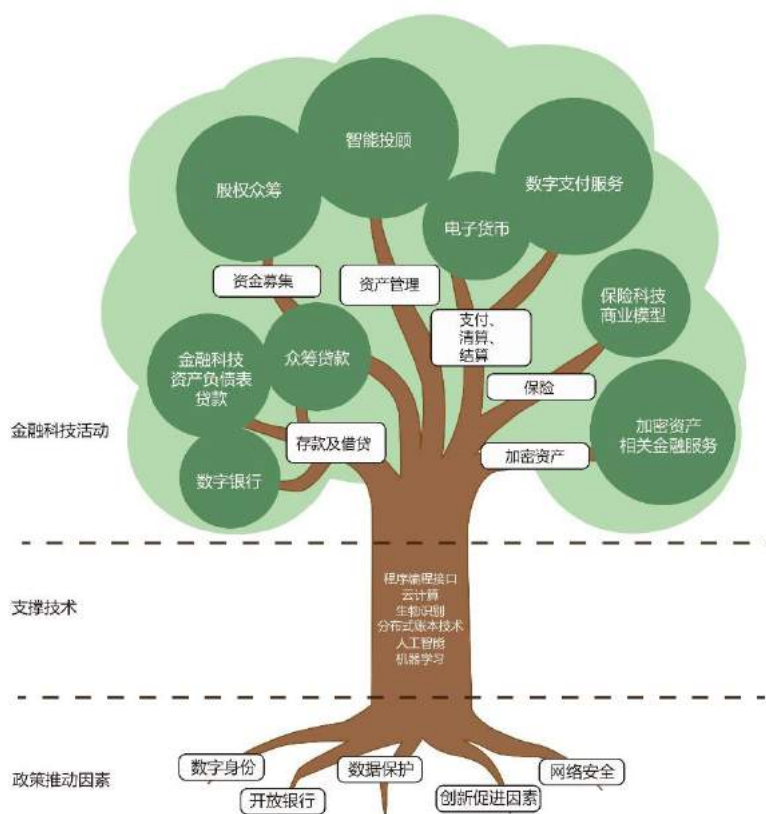 智能投顾
股权众筹
数字支付服务
电子货币
资金募集
资产管理
保险科技
商业模型
支付、
清算、
结算
金融科技
资产负债表
贷款
众筹贷款
保险
金融科技活动
存款及借贷
加密资产
加密资产
相关金融服务
数字银行
支撑技术
程序编程接口
云计算
生物识别
分布式账本技术
人工智能
机器学习
政策推动因素
数字身份
数据保护
网络安全
开放银行
创新促进因素